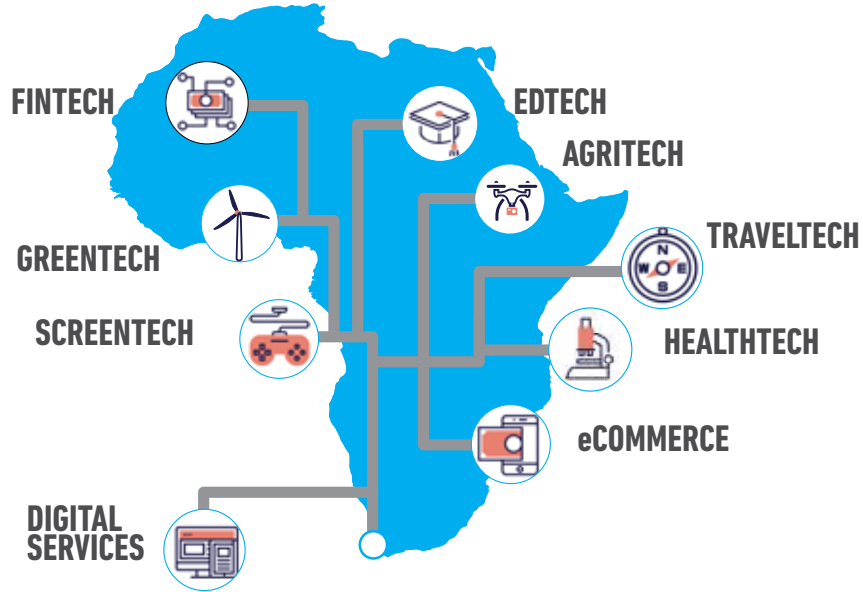 FINTECH
EDTECH
AGRITECH
GREENTECH
TRAVELTECH
N
W E
S
SCREENTECH
HEALTHTECH
eCOMMERCE
DIGITAL
SERVICES